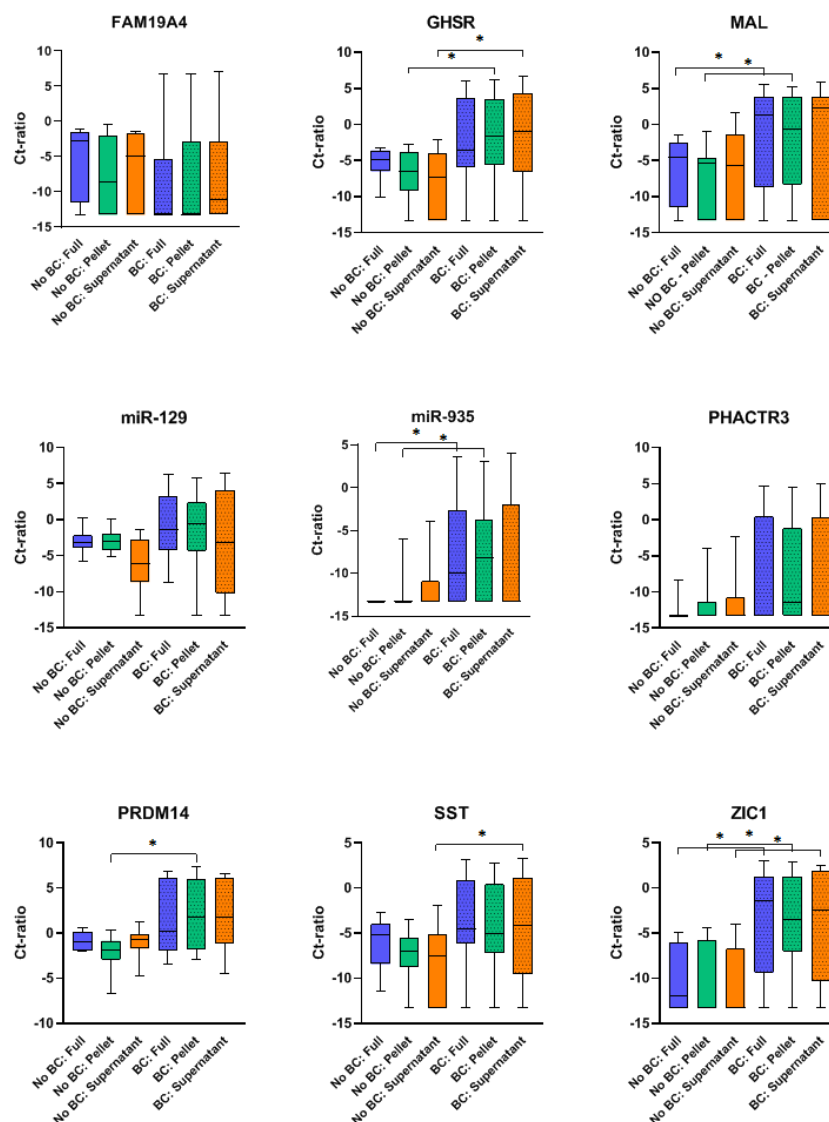 FAM19A4
10
5
0
-5
-10
-15
Ct-ratio
No BC: Full
No BC: Pellet
No BC: Supernatant
BC: Full
BC: Pellet
BC: Supernatant
GHSR
* *
10
5
0
-5
-10
-15
Ct-ratio
No BC: Full
No BC: Pellet
No BC: Supernatant
BC: Full
BC: Pellet
BC: Supernatant
MAL
* *
10
5
0
-5
-10
-15
Ct-ratio
No BC: Full
NO BC - Pellet
No BC: Supernatant
BC: Full
BC - Pellet
BC: Supernatant
miR-129
10
5
0
-5
-10
-15
Ct-ratio
No BC: Full
No BC: Pellet
No BC: Supernatant
BC: Full
BC: Pellet
BC: Supernatant
miR-935
* *
5
0
-5
-10
-15
Ct-ratio
No BC: Full
No BC: Pellet
No BC: Supernatant
BC: Full
BC: Pellet
BC: Supernatant
PHACTR3
10
5
0
-5
-10
-15
Ct-ratio
No BC: Full
No BC: Pellet
No BC: Supernatant
BC: Full
BC: Pellet
BC: Supernatant
PRDM14
*
10
5
0
-5
-10
Ct-ratio
No BC: Full
No BC: Pellet
No BC: Supernatant
BC: Full
BC: Pellet
BC: Supernatant
SST
*
5
0
-5
-10
-15
Ct-ratio
No BC: Full
No BC: Pellet
No BC: Supernatant
BC: Full
BC: Pellet
BC: Supernatant
ZIC1
* * *
5
0
-5
-10
-15
Ct-ratio
No BC: Full
No BC: Pellet
No BC: Supernatant
BC: Full
BC: Pellet
BC: Supernatant